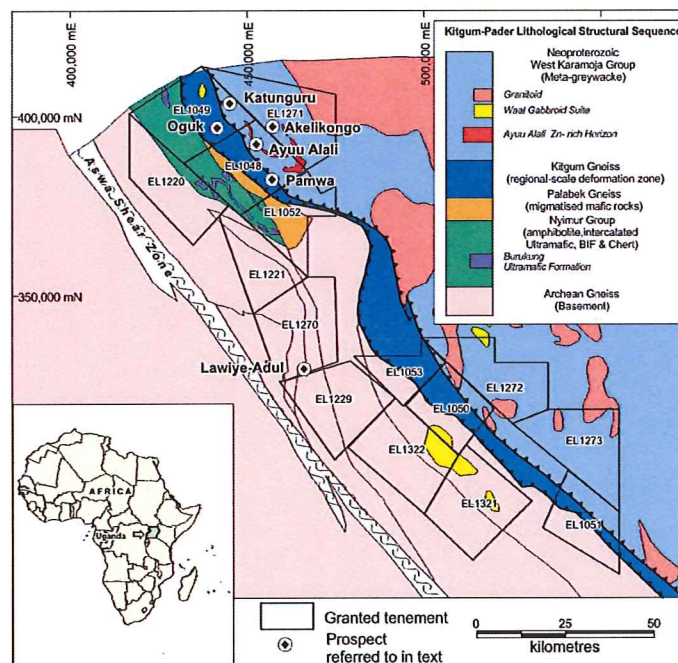 400,000 mE
450,000 mE
500,000 mE
400,000 mN
350,000 mN
Kitgum-Pader Lithological Structural Sequence
Neoproterozoic
West Karamoja Group
(Meta-greywacke)
Granitoid
Waal Gabbroid Suite
Ayuu Alali Zn- rich Horizon
Kitgum Gneiss
(regional-scale deformation zone)
Palabek Gneiss
(migmatised mafic rocks)
Nyimur Group
(amphibolite,intercalated
Ultramafic, BIF & Chert)
Burukung
Ultramafic Formation
Archean Gneiss
(Basement)
EL1049
Katunguru
EL1271
Oguk
Akelikongo
Ayuu Alali
EL1048
EL1220
Pamwa
EL1052
Aswa Shear Zone
EL1221
EL1270
Lawiye-Adul
EL1053
EL1272
EL1229
EL1050
EL1273
EL1322
EL1321
EL1051
AFRICA
Uganda
Granted tenement
Prospect
referred to in text
0 25 50
kilometres